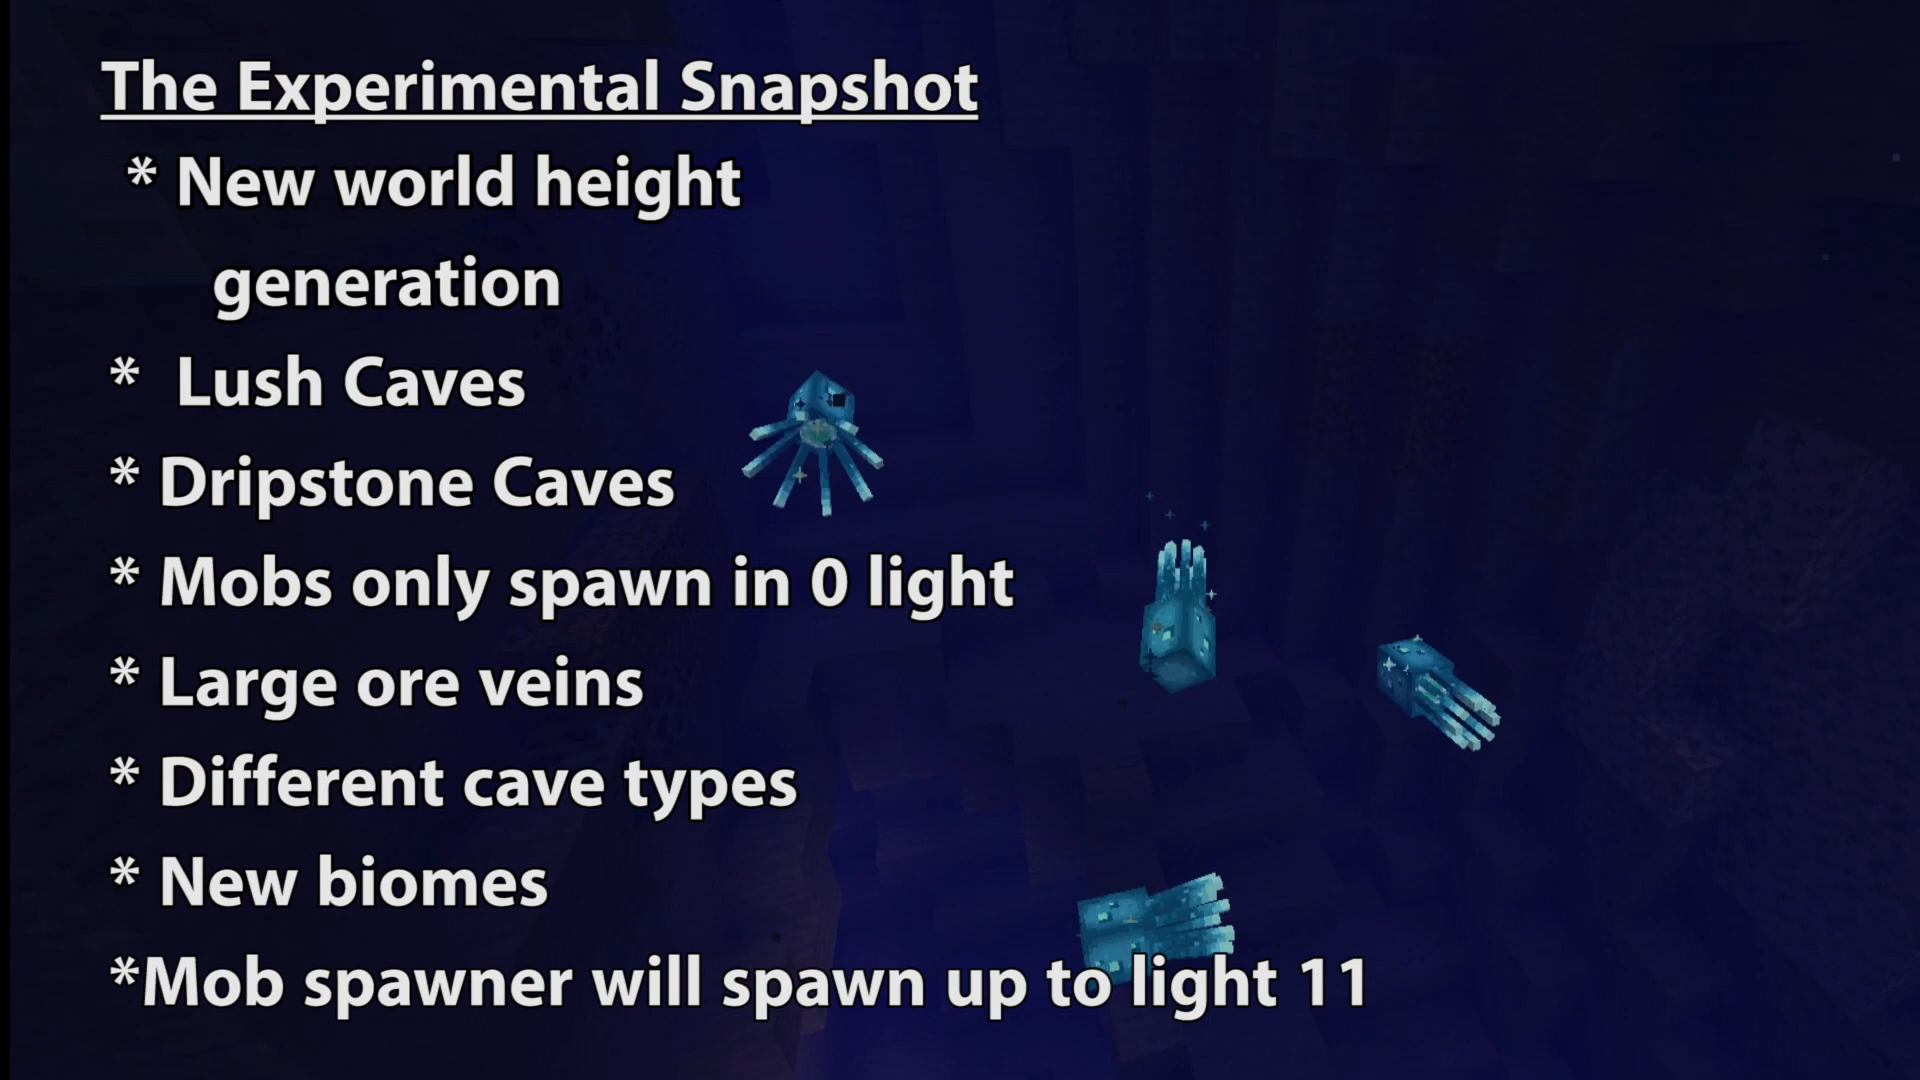 The Experimental Snapshot
* New world height
generation
* Lush Caves
* Dripstone Caves
* Mobs only spawn in 0 light
* Large ore veins
* Different cave types
* New biomes
*Mob spawner will spawn up to light 11